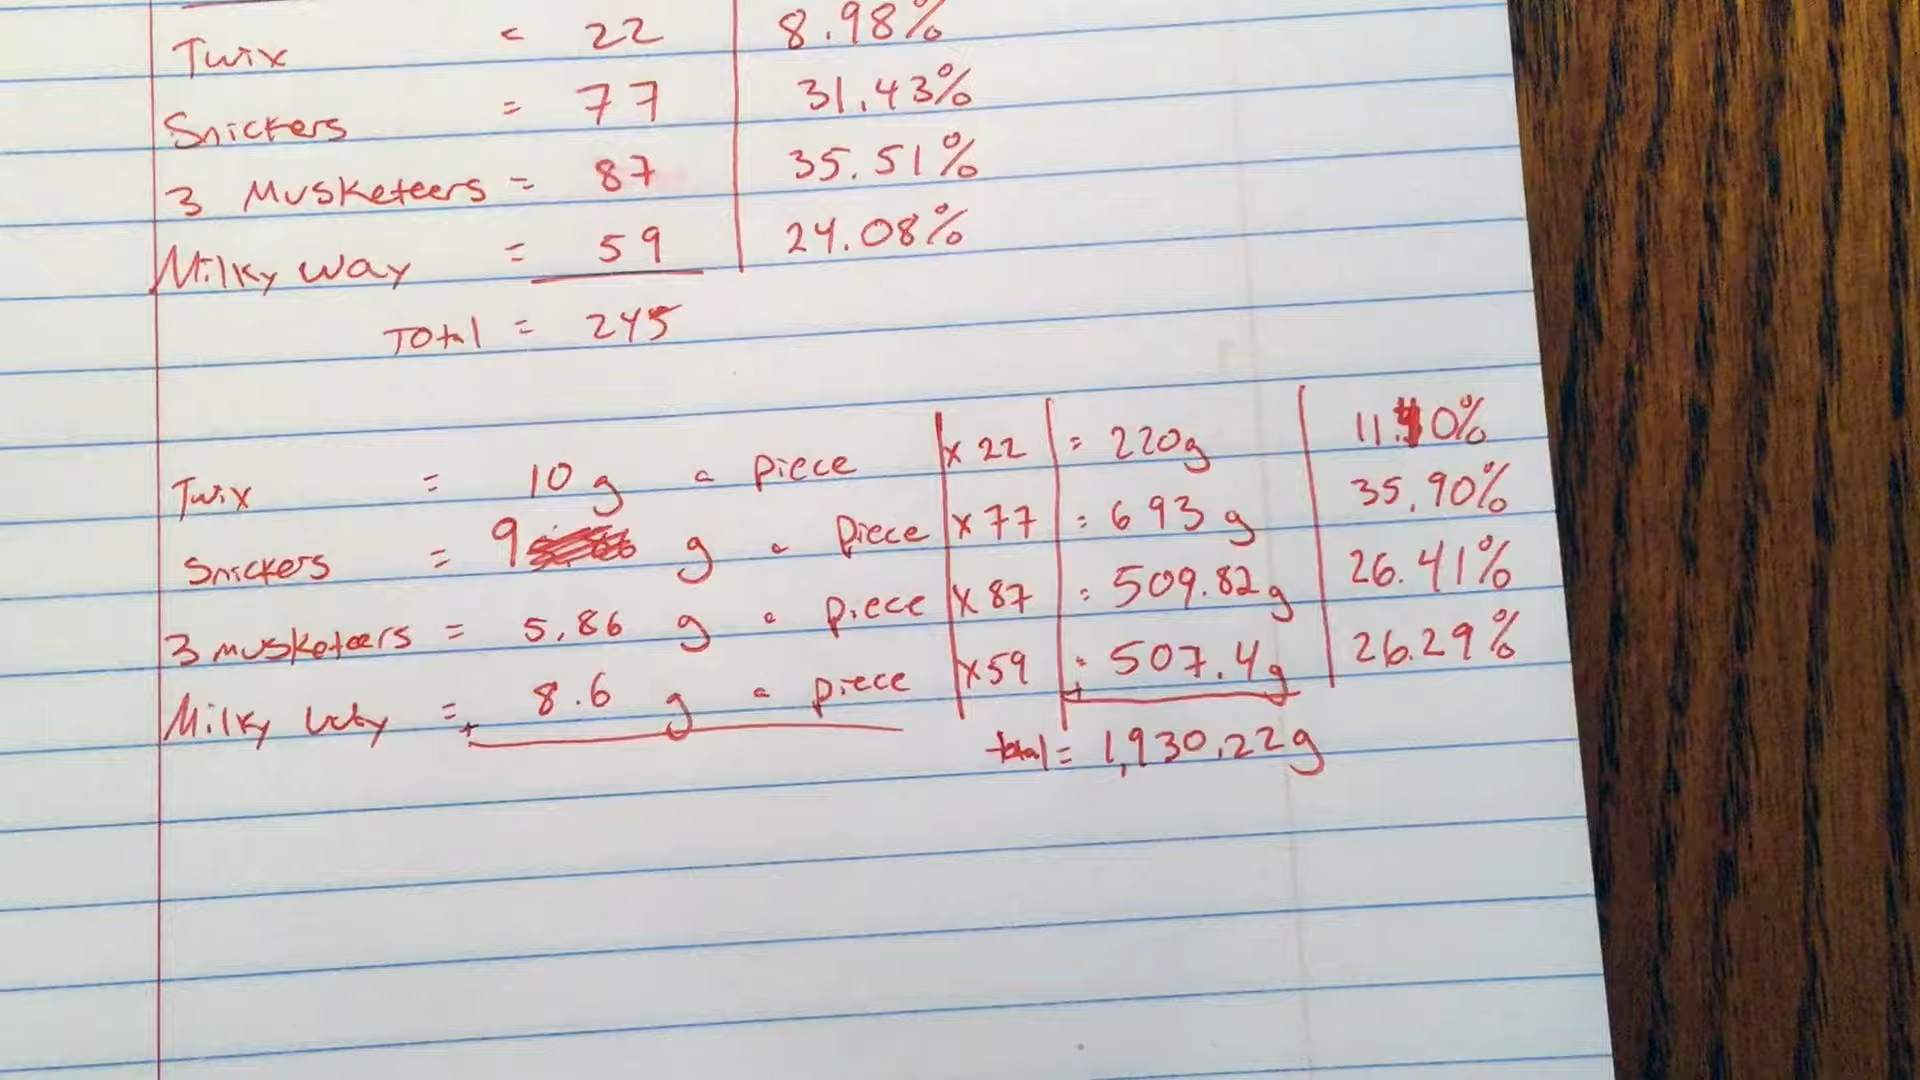 Twix = 22 8.98%
Snickers = 77 31.43%
3 Musketeers = 87 35.51%
Milky Way = 59 24.08%
Total = 245
Twix = 10 g a piece x 22 = 220g 11.40%
Snickers = 9 g a piece x 77 = 693 g 35.90%
3 musketeers = 5.86 g a piece x 87 = 509.82g 26.41%
Milky Way = 8.6 g a piece x 59 = 507.4g 26.29%
+ +
total = 1,930.22g